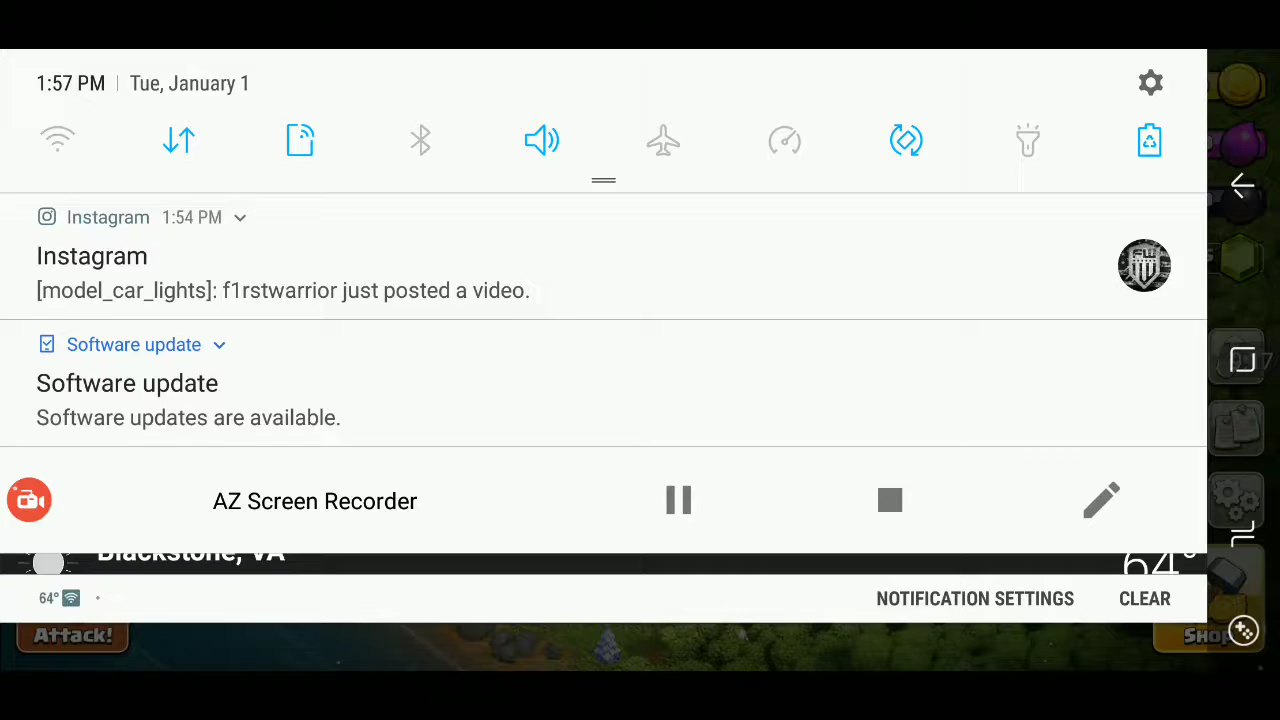 1:57 PM | Tue, January 1
Instagram 1:54 PM
Instagram
[model_car_lights]: f1rstwarrior just posted a video.
Software update
Software update
Software updates are available.
AZ Screen Recorder
Blackstone, VA
64°
64°
NOTIFICATION SETTINGS CLEAR
Attack!
Shop